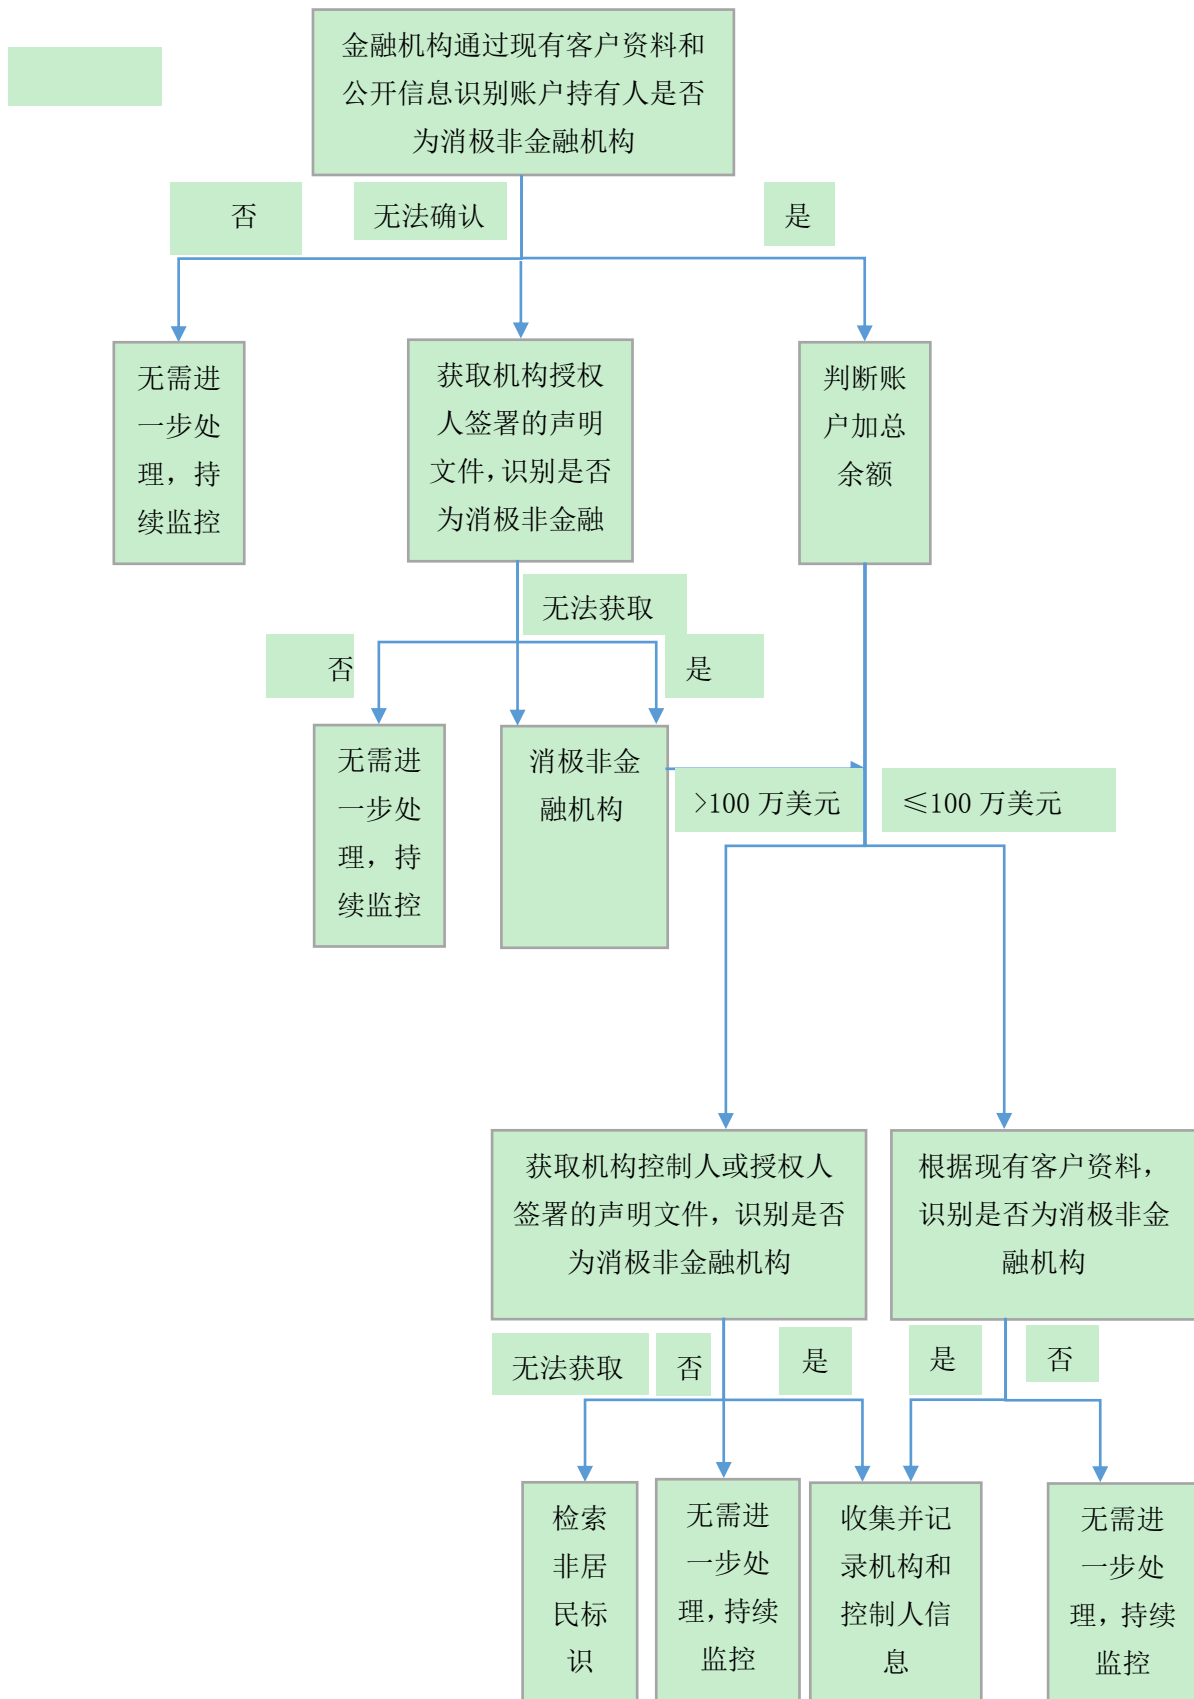 金融机构通过现有客户资料和
公开信息识别账户持有人是否
为消极非金融机构
否
无法确认
是
无需进
一步处
理，持
续监控
获取机构授权
人签署的声明
文件，识别是否
为消极非金融
判断账
户加总
余额
无法获取
否
是
无需进
一步处
理，持
续监控
消极非金
融机构
>100 万美元
≤100 万美元
获取机构控制人或授权人
签署的声明文件，识别是否
为消极非金融机构
根据现有客户资料，
识别是否为消极非金
融机构
无法获取
否
是
是
否
检索
非居
民标
识
无需进
一步处
理，持续
监控
收集并记
录机构和
控制人信
息
无需进
一步处
理，持续
监控